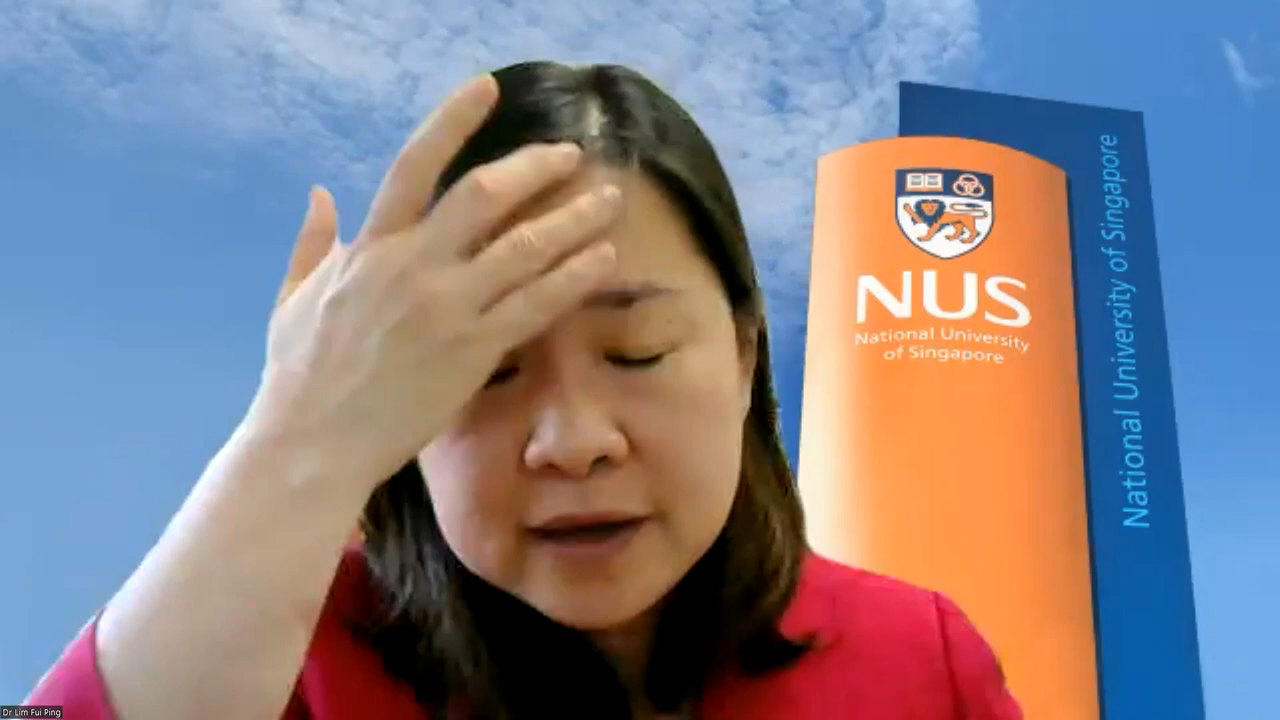 NUS
National University
of Singapore
National University of Singapore
Dr Lim Fui Ping